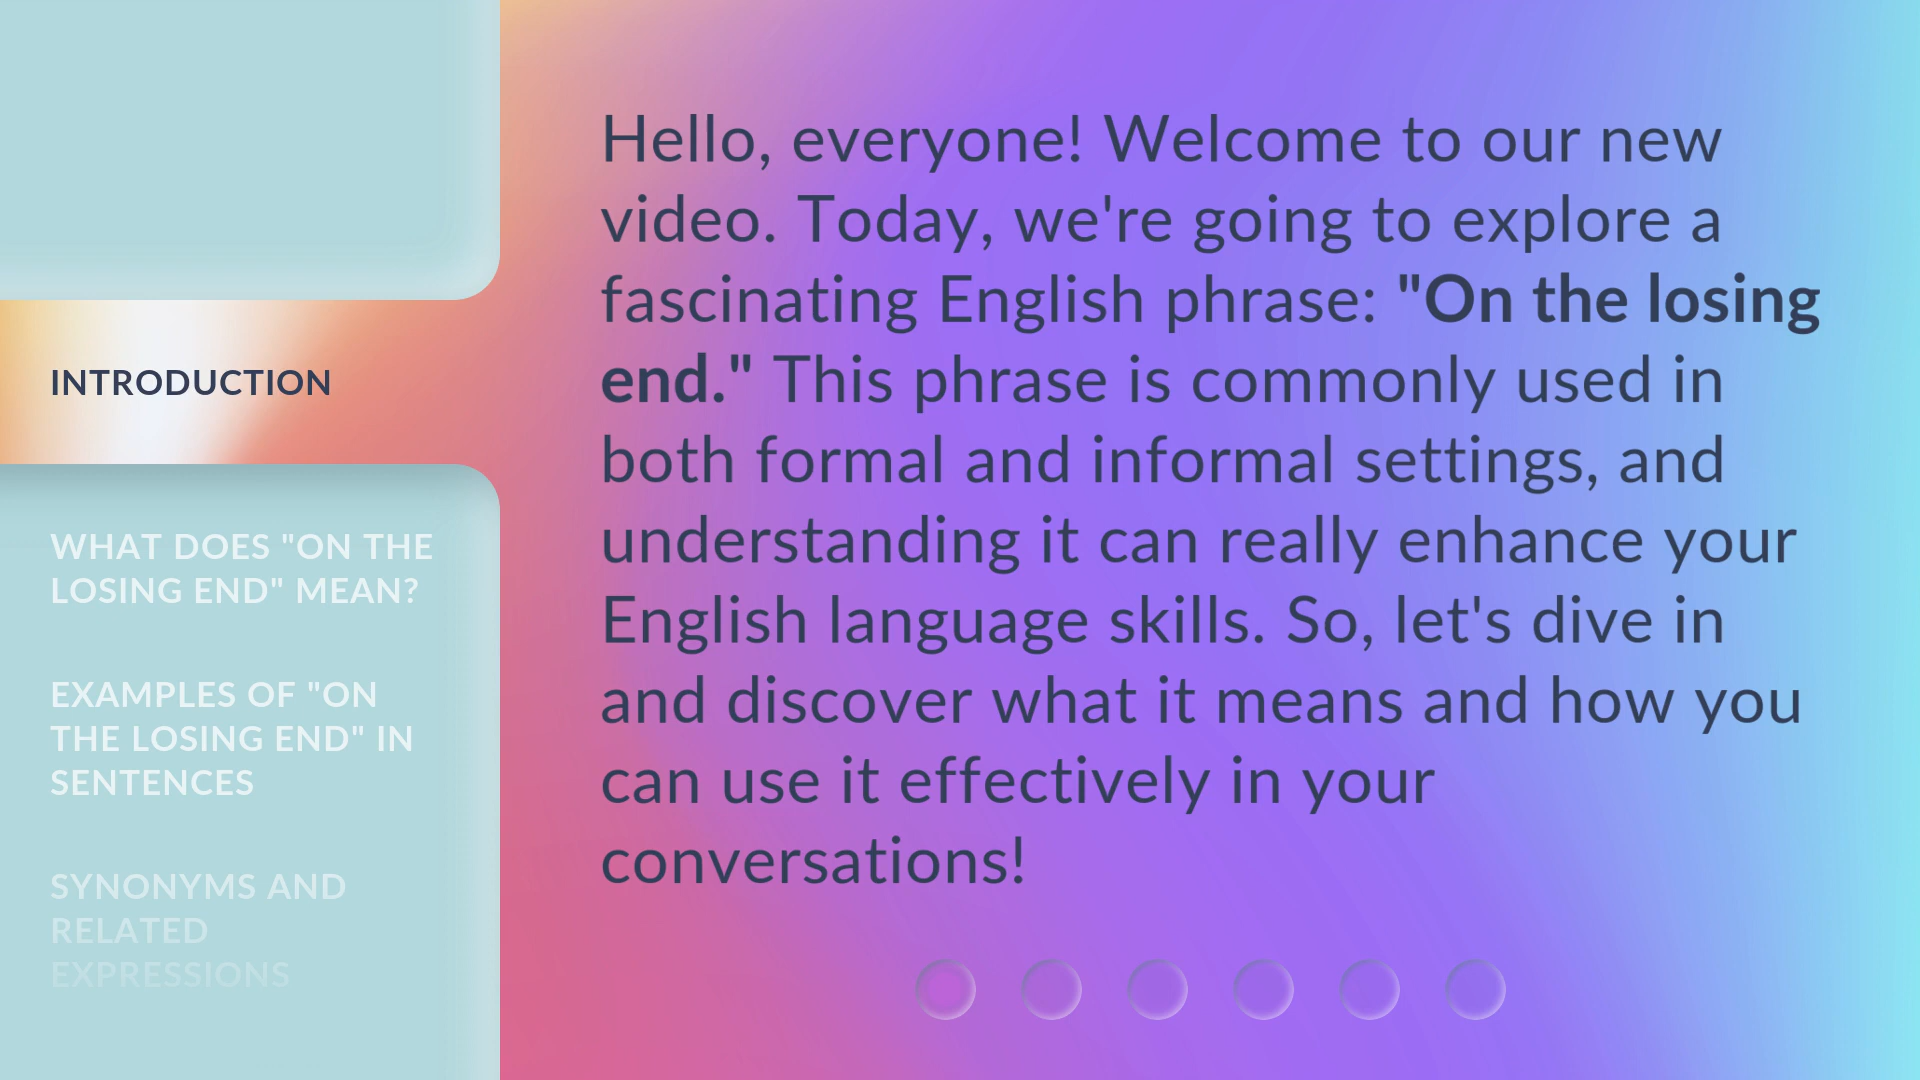 INTRODUCTION
WHAT DOES "ON THE
LOSING END" MEAN?
EXAMPLES OF "ON
THE LOSING END" IN
SENTENCES
SYNONYMS AND
RELATED
EXPRESSIONS
Hello, everyone! Welcome to our new
video. Today, we're going to explore a
fascinating English phrase: "On the losing
end." This phrase is commonly used in
both formal and informal settings, and
understanding it can really enhance your
English language skills. So, let's dive in
and discover what it means and how you
can use it effectively in your
conversations!